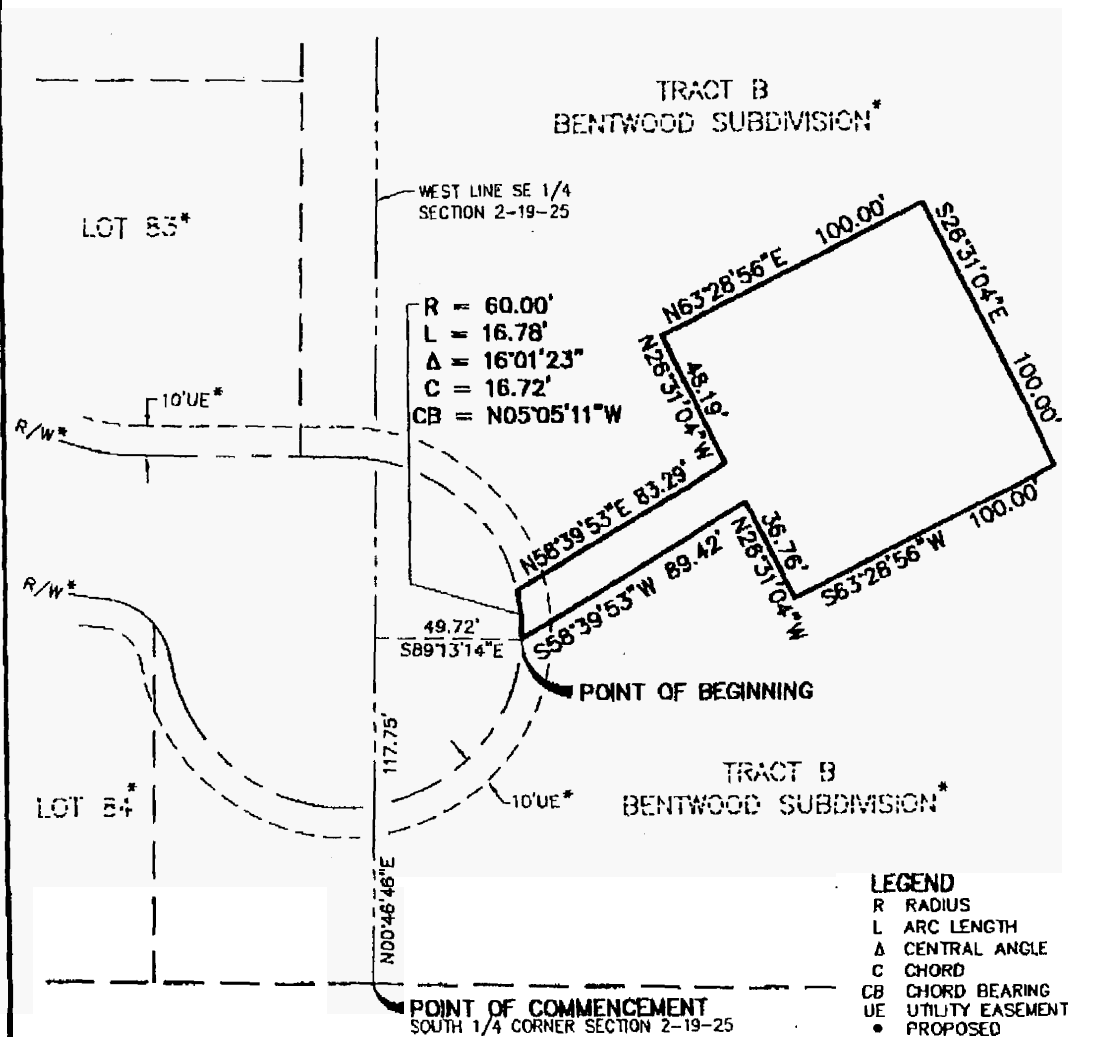 TRACT B
BENTWOOD SUBDIVISION*
WEST LINE SE 1/4
SECTION 2-19-25
LOT 83*
100.00'
N63°28'56"E
S26°31'04"E
100.00'
R = 60.00'
L = 16.78'
Δ = 16°01'23"
C = 16.72'
CB = N05°05'11"W
48.19'
N26°31'04"W
10'UE*
R/W*
N58°39'53"E 83.29'
S58°39'53"W 89.42'
36.76'
N26°31'04"W
S63°28'56"W 100.00'
R/W*
49.72'
S89°13'14"E
POINT OF BEGINNING
117.75'
N00°46'46"E
TRACT B
BENTWOOD SUBDIVISION*
10'UE*
LOT 84*
LEGEND
R RADIUS
L ARC LENGTH
Δ CENTRAL ANGLE
C CHORD
CB CHORD BEARING
UE UTILITY EASEMENT
* PROPOSED
POINT OF COMMENCEMENT
SOUTH 1/4 CORNER SECTION 2-19-25